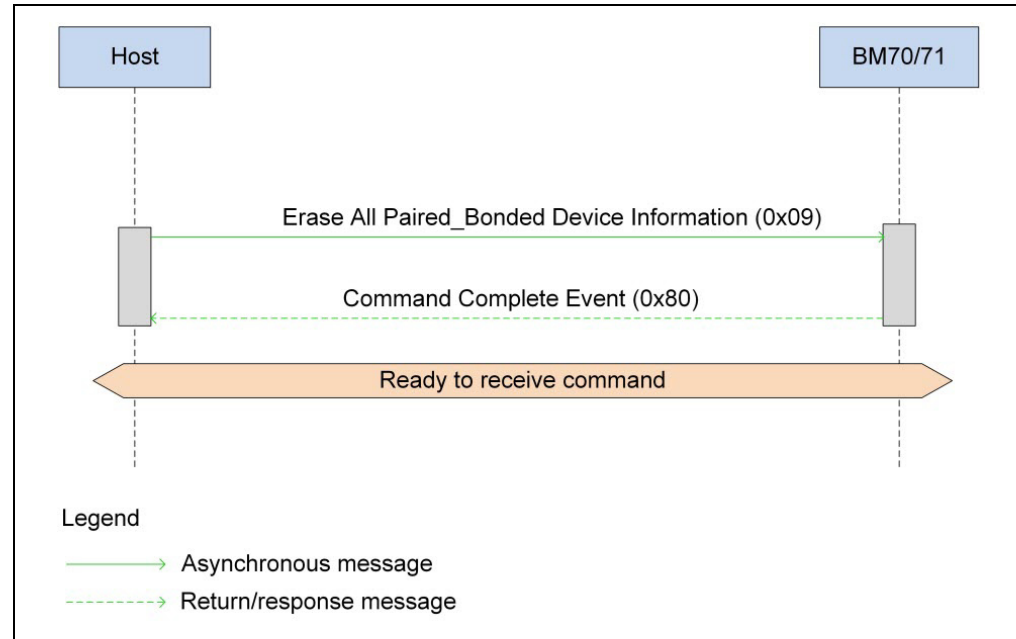 Host
BM70/71
Erase All Paired_Bonded Device Information (0x09)
Command Complete Event (0x80)
Ready to receive command
Legend
Asynchronous message
Return/response message